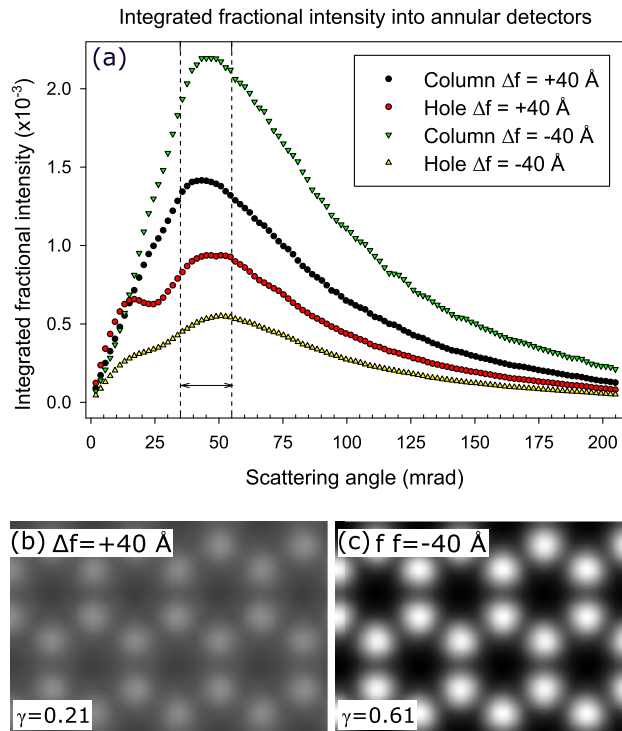 Integrated fractional intensity into annular detectors
(a)
Integrated fractional intensity (x10⁻³)
2.0
1.5
1.0
0.5
0.0
Column Δf = +40 Å
Hole Δf = +40 Å
Column Δf = -40 Å
Hole Δf = -40 Å
0 25 50 75 100 125 150 175 200
Scattering angle (mrad)
(b) Δf=+40 Å
γ=0.21
(c) f f=-40 Å
γ=0.61